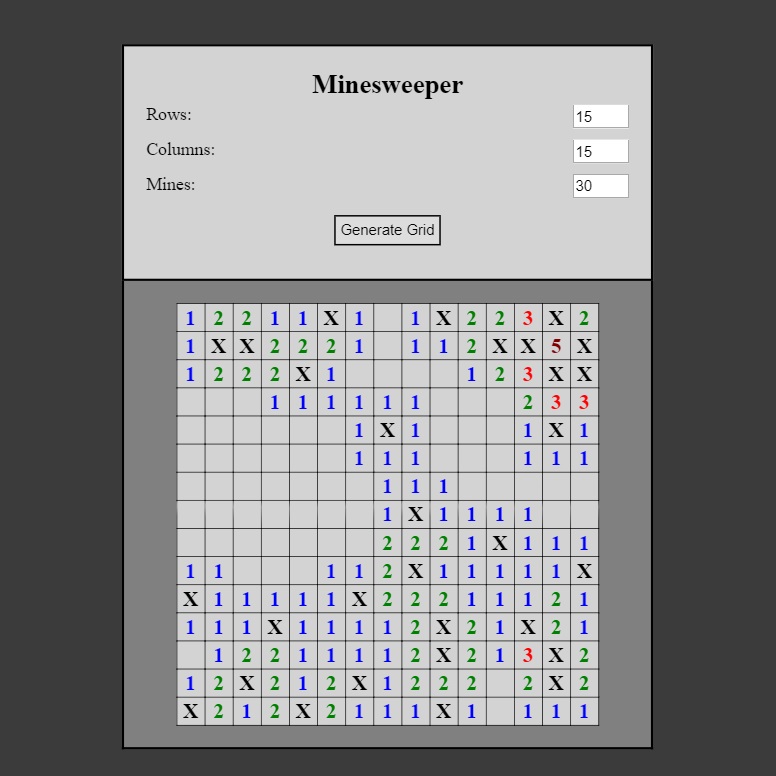 Minesweeper
Rows: 15
Columns: 15
Mines: 30
Generate Grid
1 2 2 1 1 X 1 1 X 2 2 3 X 2
1 X X 2 2 2 1 1 1 2 X X 5 X
1 2 2 2 X 1 1 2 3 X X
1 1 1 1 1 1 2 3 3
1 X 1 1 X 1
1 1 1 1 1 1
1 1 1
1 X 1 1 1 1
2 2 2 1 X 1 1 1
1 1 1 1 2 X 1 1 1 1 1 X
X 1 1 1 1 1 X 2 2 2 1 1 1 2 1
1 1 1 X 1 1 1 1 2 X 2 1 X 2 1
1 2 2 1 1 1 1 2 X 2 1 3 X 2
1 2 X 2 1 2 X 1 2 2 2 2 X 2
X 2 1 2 X 2 1 1 1 X 1 1 1 1